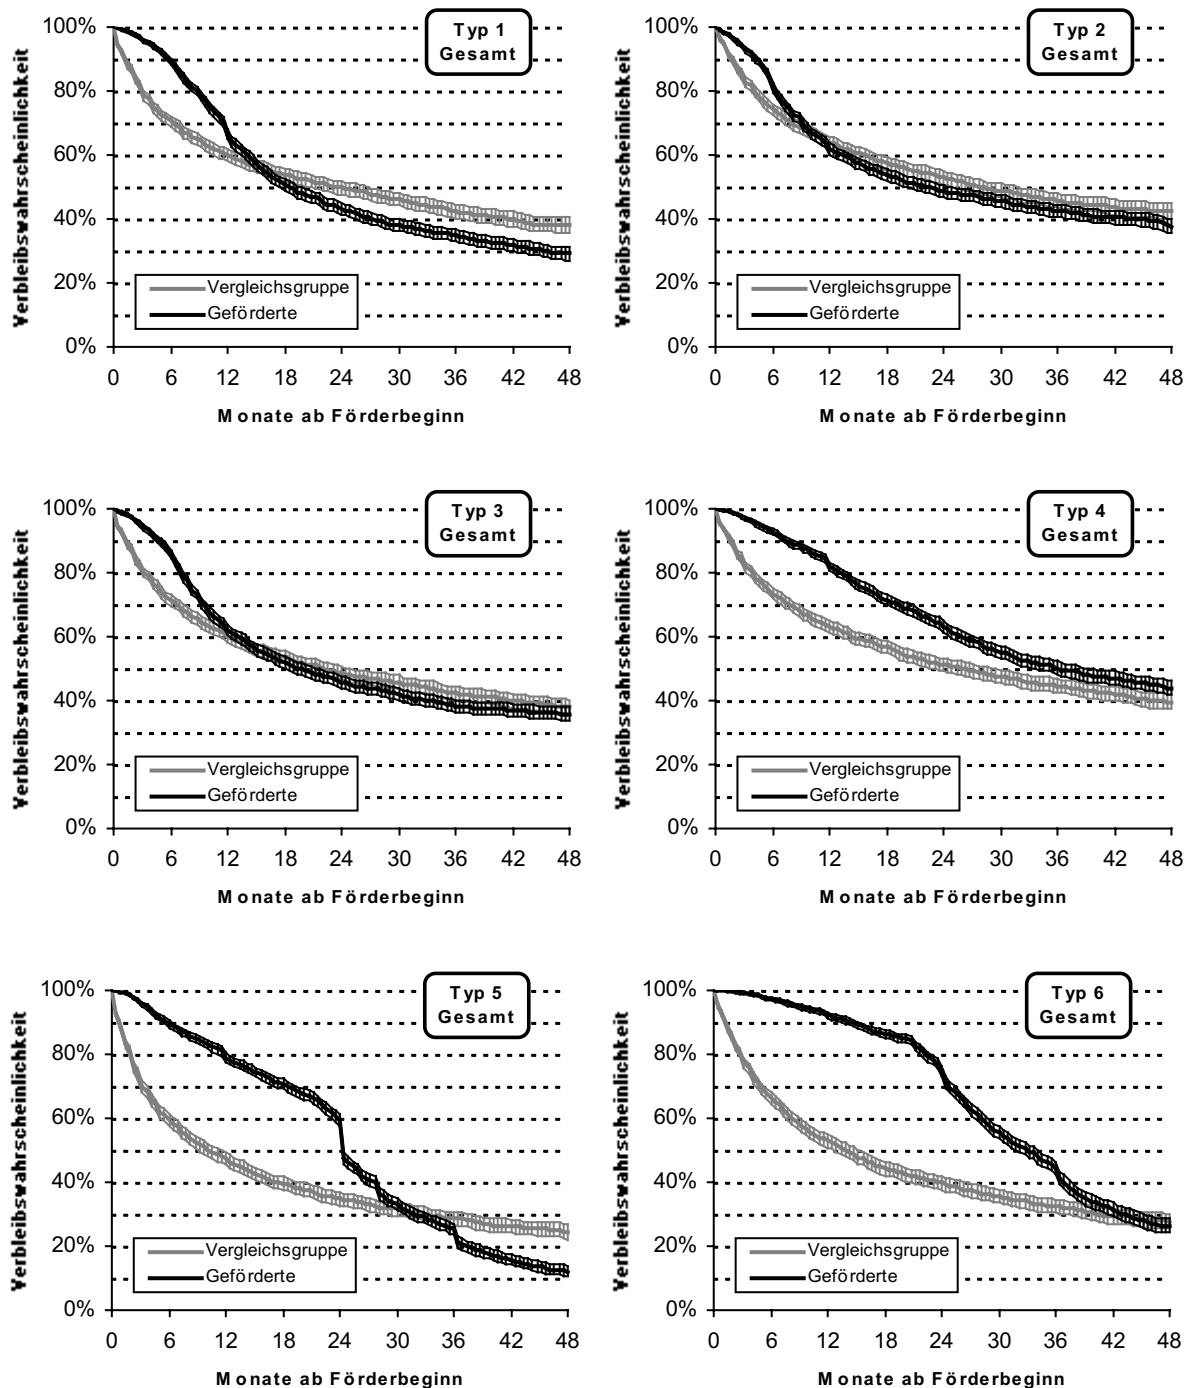 Typ 1
Gesamt
Verbleibswahrscheinlichkeit
100%
80%
60%
40%
20%
0%
Vergleichsgruppe
Geförderte
0 6 12 18 24 30 36 42 48
Monate ab Förderbeginn
Typ 2
Gesamt
Verbleibswahrscheinlichkeit
100%
80%
60%
40%
20%
0%
Vergleichsgruppe
Geförderte
0 6 12 18 24 30 36 42 48
Monate ab Förderbeginn
Typ 3
Gesamt
Verbleibswahrscheinlichkeit
100%
80%
60%
40%
20%
0%
Vergleichsgruppe
Geförderte
0 6 12 18 24 30 36 42 48
Monate ab Förderbeginn
Typ 4
Gesamt
Verbleibswahrscheinlichkeit
100%
80%
60%
40%
20%
0%
Vergleichsgruppe
Geförderte
0 6 12 18 24 30 36 42 48
Monate ab Förderbeginn
Typ 5
Gesamt
Verbleibswahrscheinlichkeit
100%
80%
60%
40%
20%
0%
Vergleichsgruppe
Geförderte
0 6 12 18 24 30 36 42 48
Monate ab Förderbeginn
Typ 6
Gesamt
Verbleibswahrscheinlichkeit
100%
80%
60%
40%
20%
0%
Vergleichsgruppe
Geförderte
0 6 12 18 24 30 36 42 48
Monate ab Förderbeginn